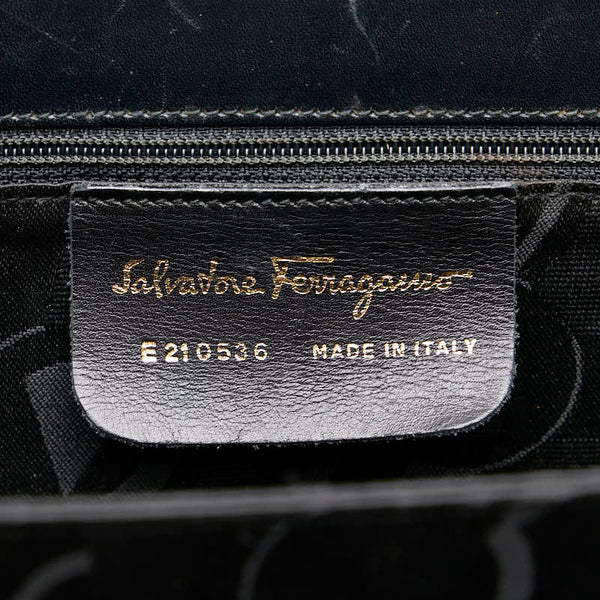 Salvatore Ferragamo
E210536 MADE IN ITALY